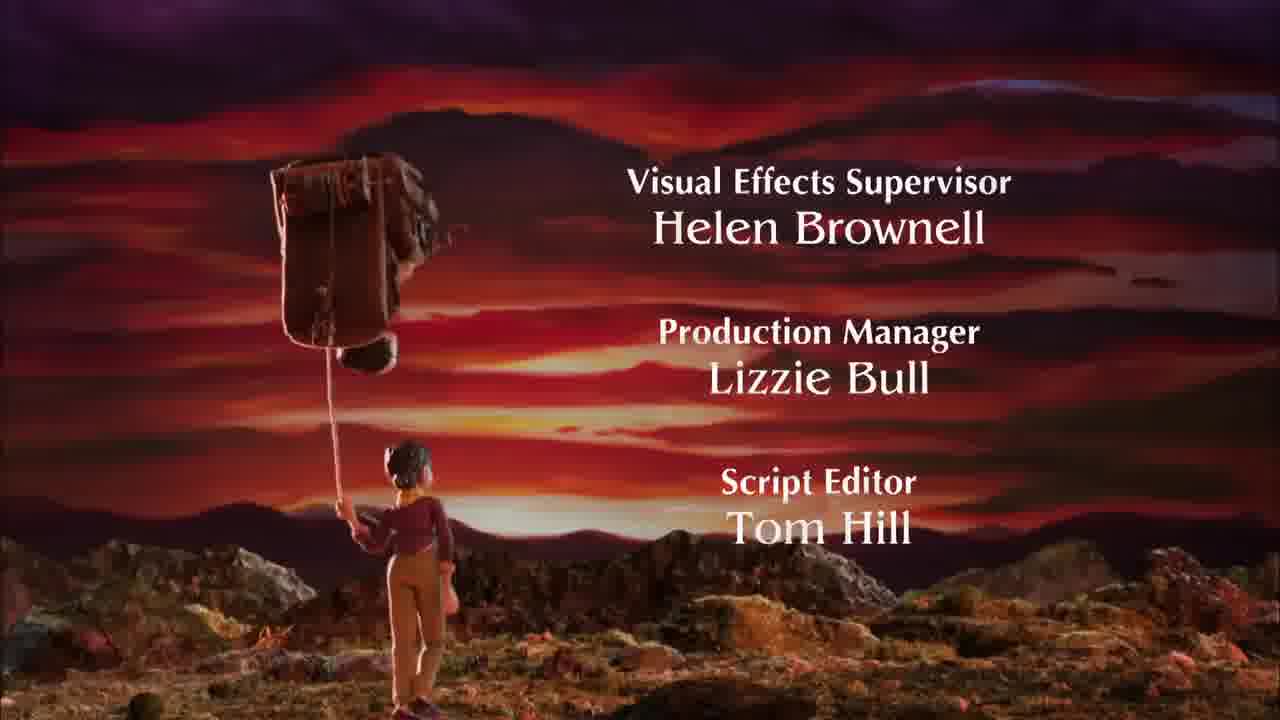 Visual Effects Supervisor
Helen Brownell
Production Manager
Lizzie Bull
Script Editor
Tom Hill